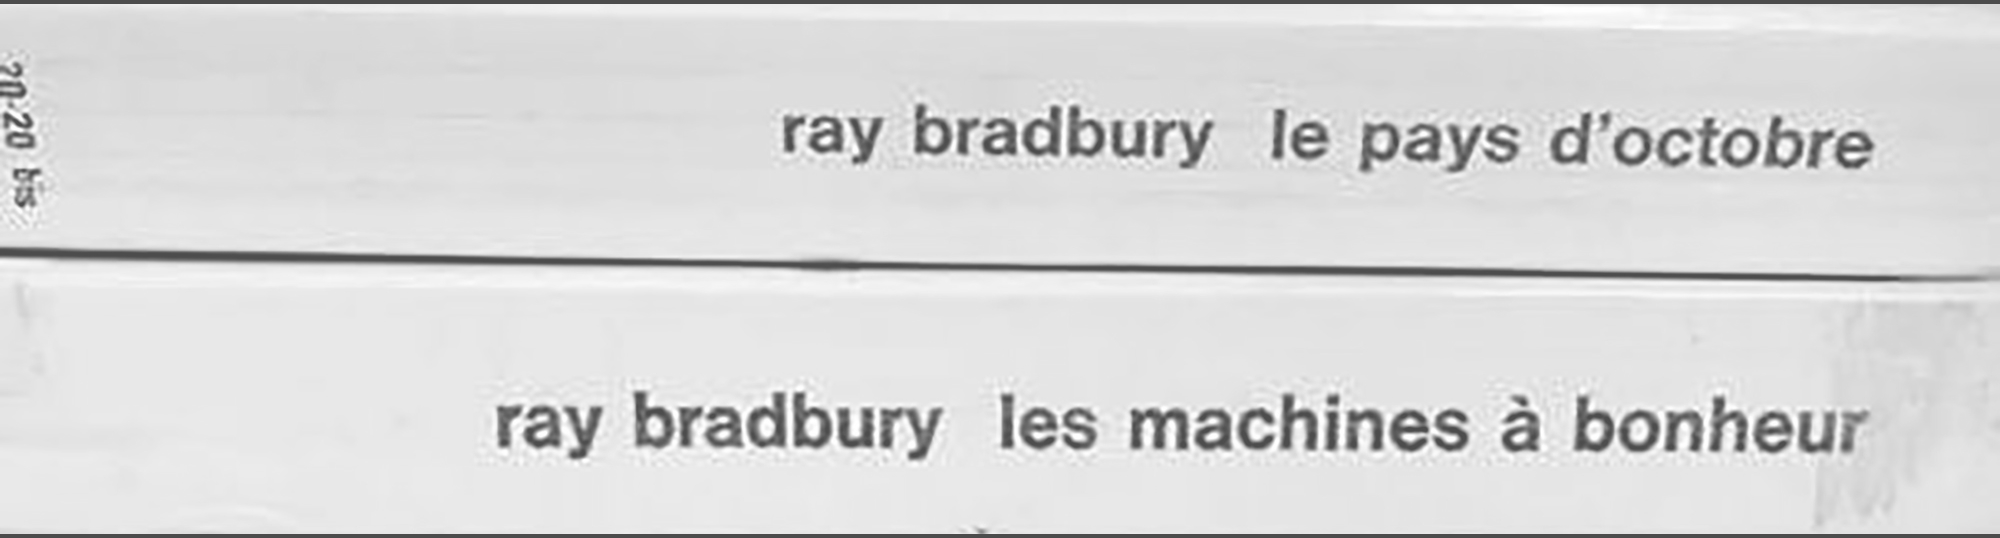 20·20 bis
ray bradbury le pays d'octobre
ray bradbury les machines à bonheur